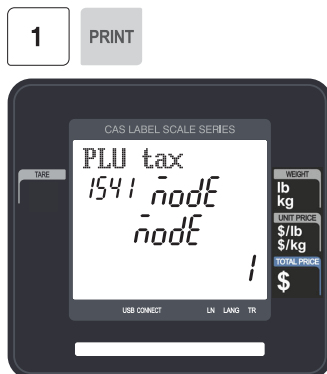 1 PRINT
CAS LABEL SCALE SERIES
PLU tax
TARE
1541 nodE
nodE
1
WEIGHT
lb
kg
UNIT PRICE
$/lb
$/kg
TOTAL PRICE
$
USB CONNECT LN LANG TR